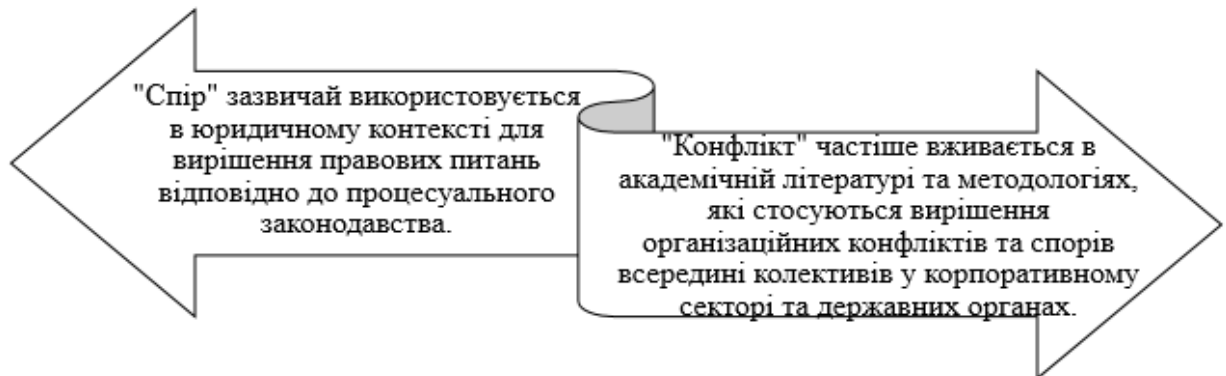 "Спір" зазвичай використовується
в юридичному контексті для
вирішення правових питань
відповідно до процесуального
законодавства.
"Конфлікт" частіше вживається в
академічній літературі та методологіях,
які стосуються вирішення
організаційних конфліктів та спорів
всередині колективів у корпоративному
секторі та державних органах.